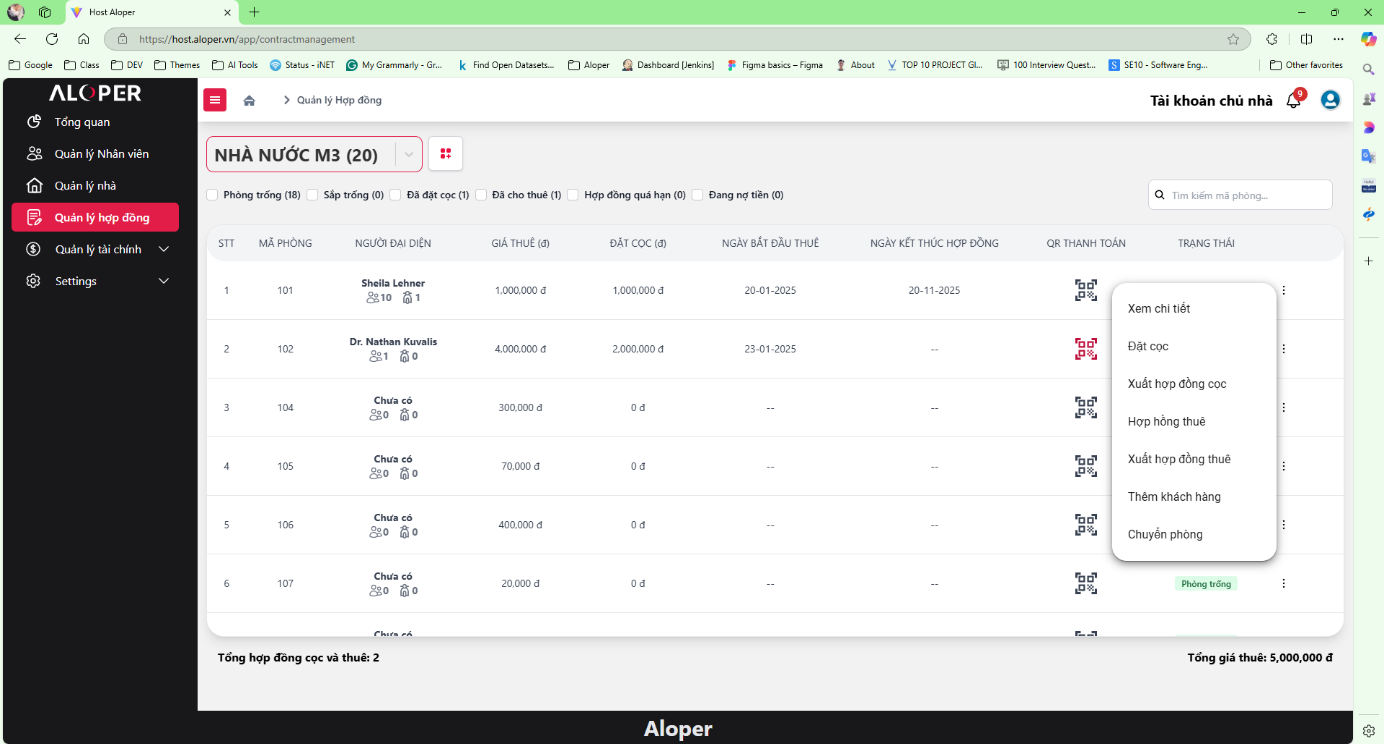 Host Aloper
https://host.aloper.vn/app/contractmanagement
Google Class DEV Themes AI Tools Status - iNET My Grammarly - Gr... Find Open Datasets... Aloper Dashboard [Jenkins] Figma basics – Figma About TOP 10 PROJECT GI... 100 Interview Quest... SE10 - Software Eng... Other favorites
ALOPER
Tổng quan
Quản lý Nhân viên
Quản lý nhà
Quản lý hợp đồng
Quản lý tài chính
Settings
Quản lý Hợp đồng
Tài khoản chủ nhà 9
NHÀ NƯỚC M3 (20)
Phòng trống (18) Sắp trống (0) Đã đặt cọc (1) Đã cho thuê (1) Hợp đồng quá hạn (0) Đang nợ tiền (0)
Tìm kiếm mã phòng...
STT MÃ PHÒNG NGƯỜI ĐẠI DIỆN GIÁ THUÊ (đ) ĐẶT CỌC (đ) NGÀY BẮT ĐẦU THUÊ NGÀY KẾT THÚC HỢP ĐỒNG QR THANH TOÁN TRẠNG THÁI
1 101 Sheila Lehner 1,000,000 đ 1,000,000 đ 20-01-2025 20-11-2025
10 1
2 102 Dr. Nathan Kuvalis 4,000,000 đ 2,000,000 đ 23-01-2025 --
1 0
3 104 Chưa có 300,000 đ 0 đ -- --
0 0
4 105 Chưa có 70,000 đ 0 đ -- --
0 0
5 106 Chưa có 400,000 đ 0 đ -- --
0 0
6 107 Chưa có 20,000 đ 0 đ -- -- Phòng trống
0 0
Chưa có
Xem chi tiết
Đặt cọc
Xuất hợp đồng cọc
Hợp hồng thuê
Xuất hợp đồng thuê
Thêm khách hàng
Chuyển phòng
Tổng hợp đồng cọc và thuê: 2
Tổng giá thuê: 5,000,000 đ
Aloper